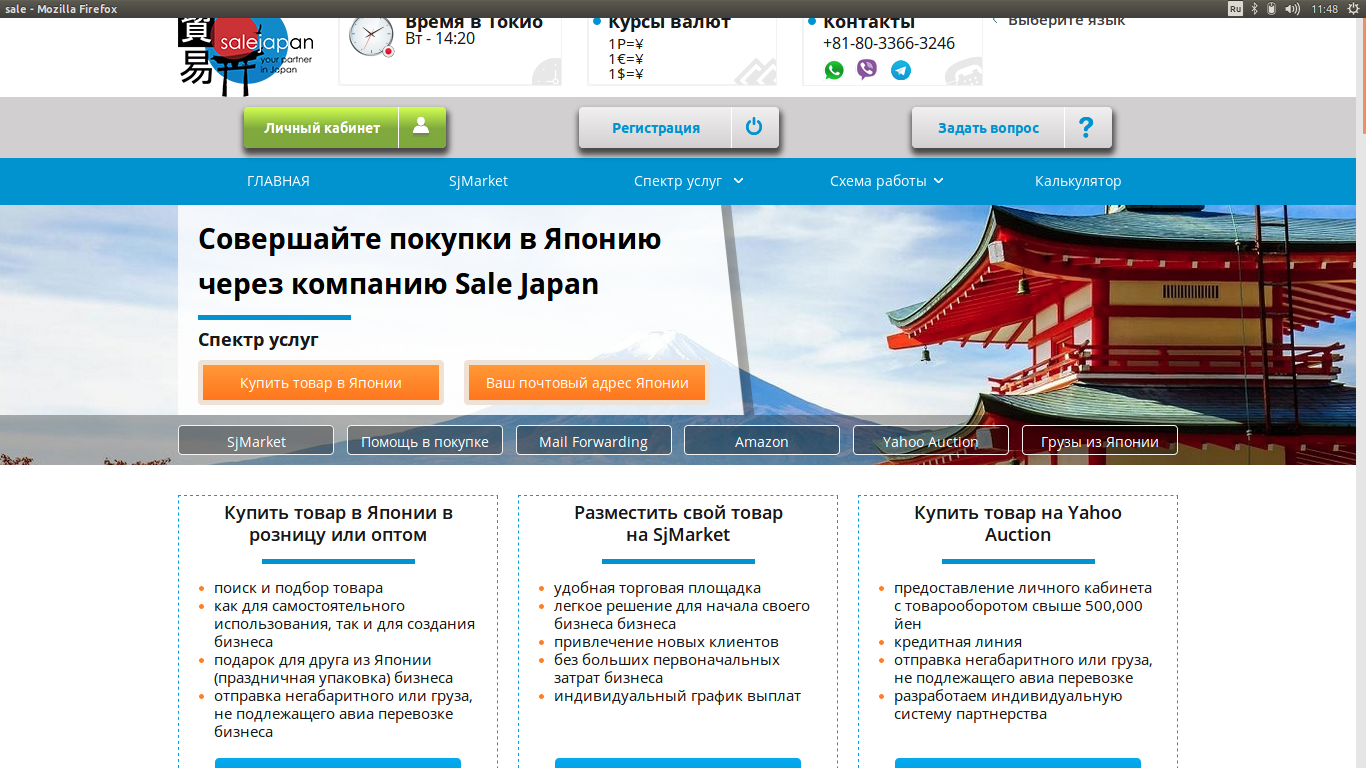 sale - Mozilla Firefox
Ru
11:48
貿
易
salejapan
your partner
in Japan
Время в Токио
Вт - 14:20
Курсы валют
1Р=¥
1€=¥
1$=¥
Контакты
+81-80-3366-3246
Выберите язык
Личный кабинет
Регистрация
Задать вопрос
?
ГЛАВНАЯ
SjMarket
Спектр услуг
Схема работы
Калькулятор
Совершайте покупки в Японию
через компанию Sale Japan
Спектр услуг
Купить товар в Японии
Ваш почтовый адрес Японии
SjMarket
Помощь в покупке
Mail Forwarding
Amazon
Yahoo Auction
Грузы из Японии
Купить товар в Японии в
розницу или оптом
поиск и подбор товара
как для самостоятельного
использования, так и для создания
бизнеса
подарок для друга из Японии
(праздничная упаковка) бизнеса
отправка негабаритного или груза,
не подлежащего авиа перевозке
бизнеса
Разместить свой товар
на SjMarket
удобная торговая площадка
легкое решение для начала своего
бизнеса бизнеса
привлечение новых клиентов
без больших первоначальных
затрат бизнеса
индивидуальный график выплат
Купить товар на Yahoo
Auction
предоставление личного кабинета
с товарооборотом свыше 500,000
йен
кредитная линия
отправка негабаритного или груза,
не подлежащего авиа перевозке
разработаем индивидуальную
систему партнерства